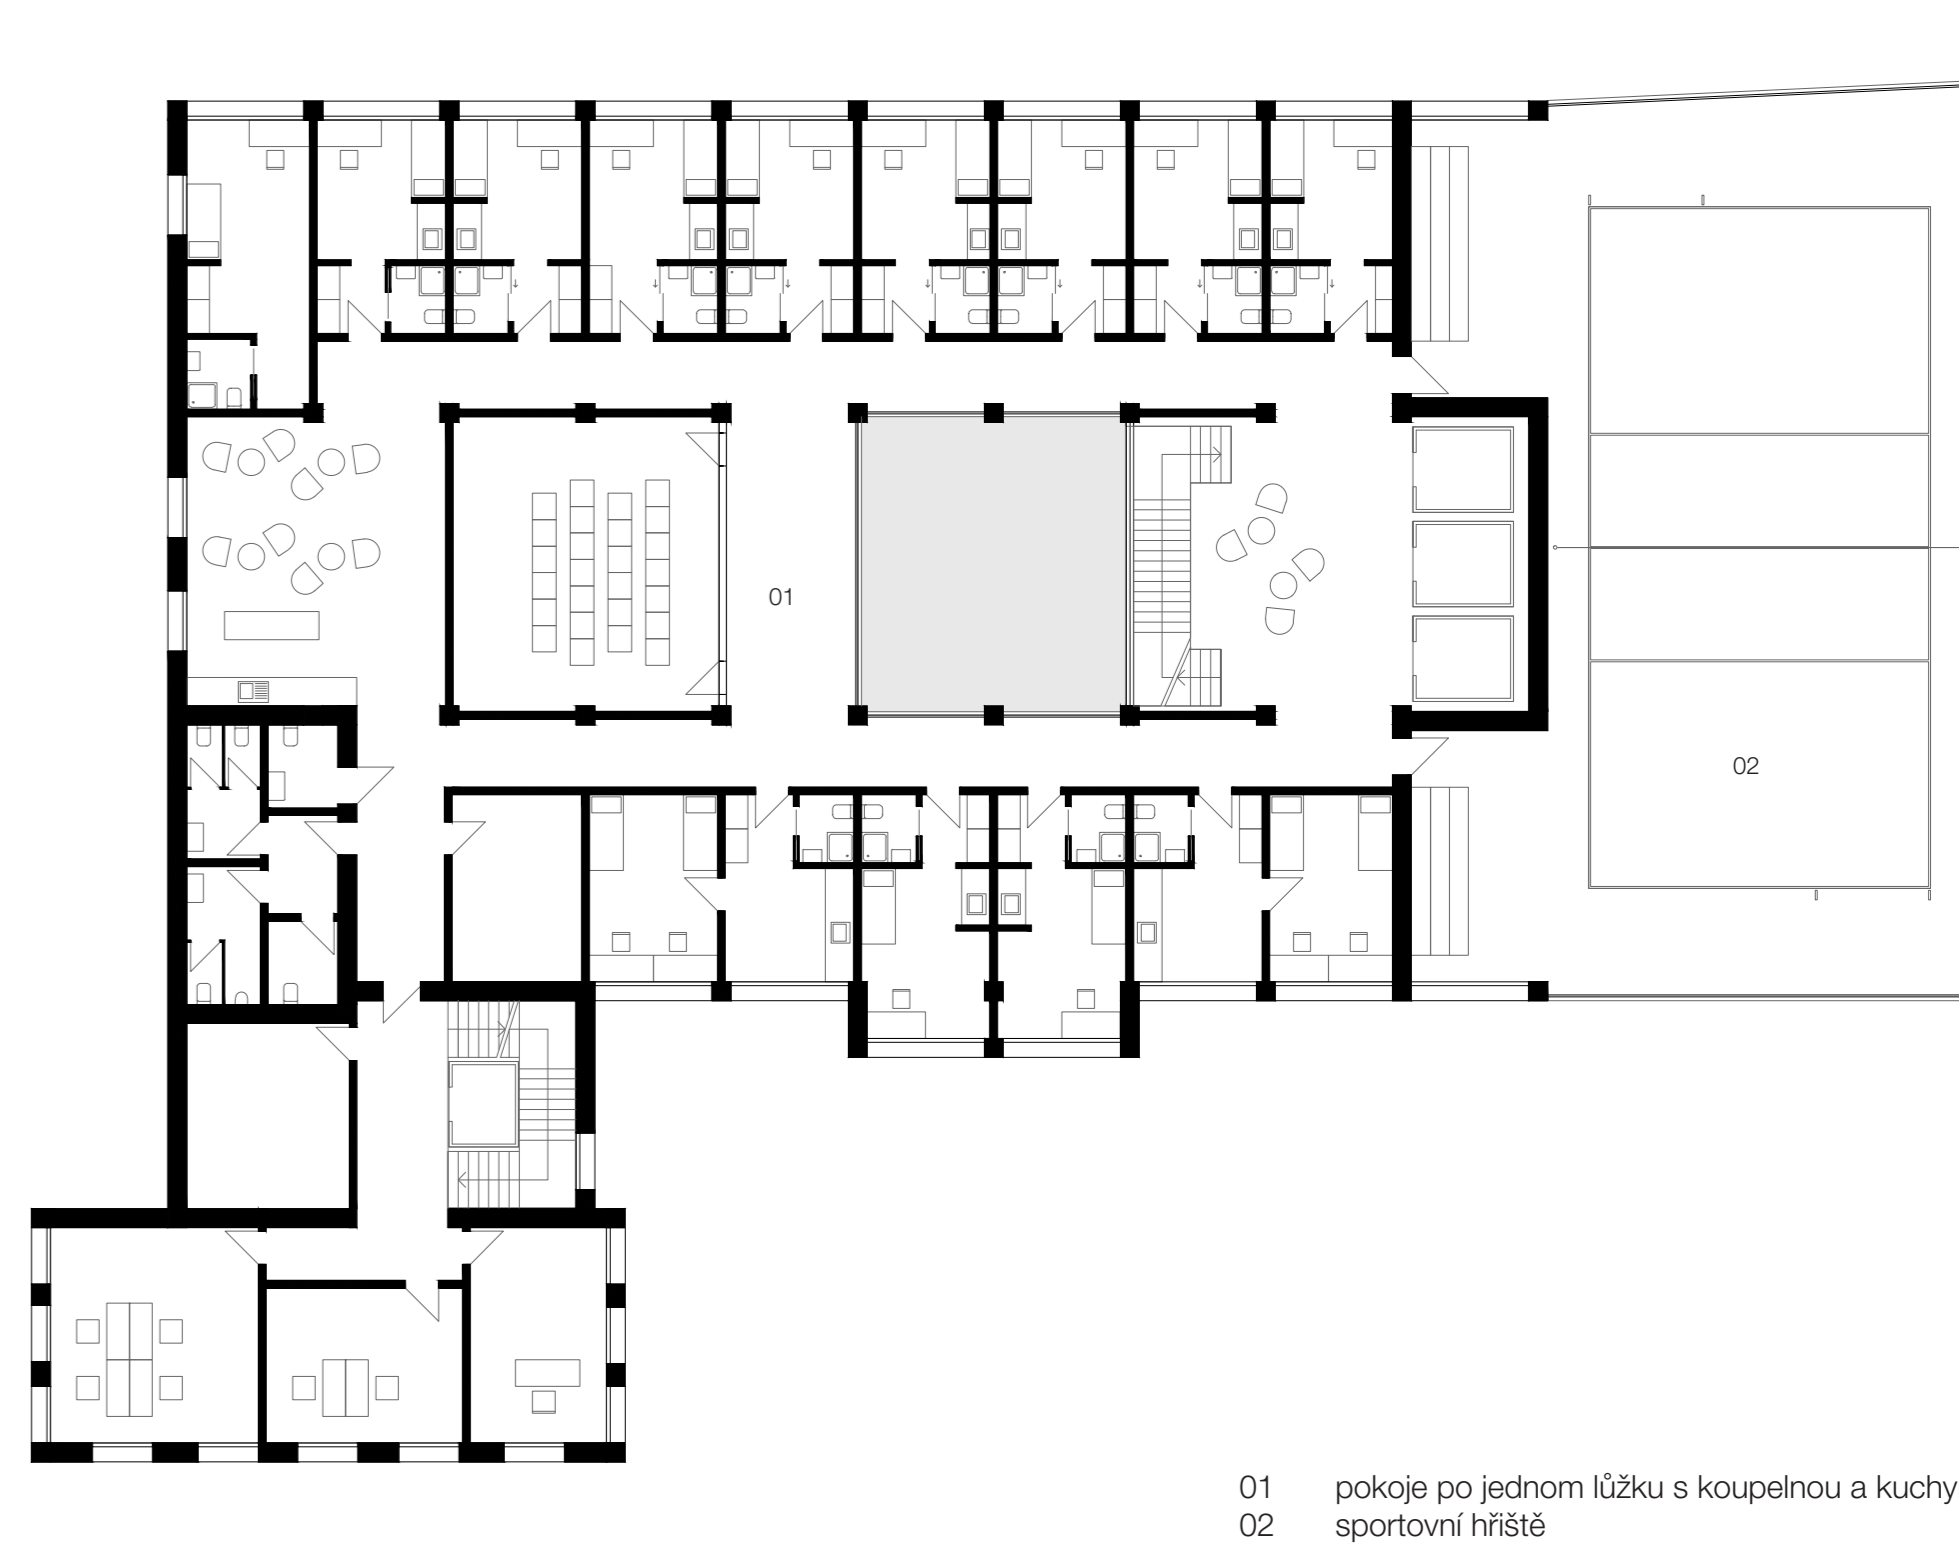 01
02
01 pokoje po jednom lůžku s koupelnou a kuchy
02 sportovní hřiště